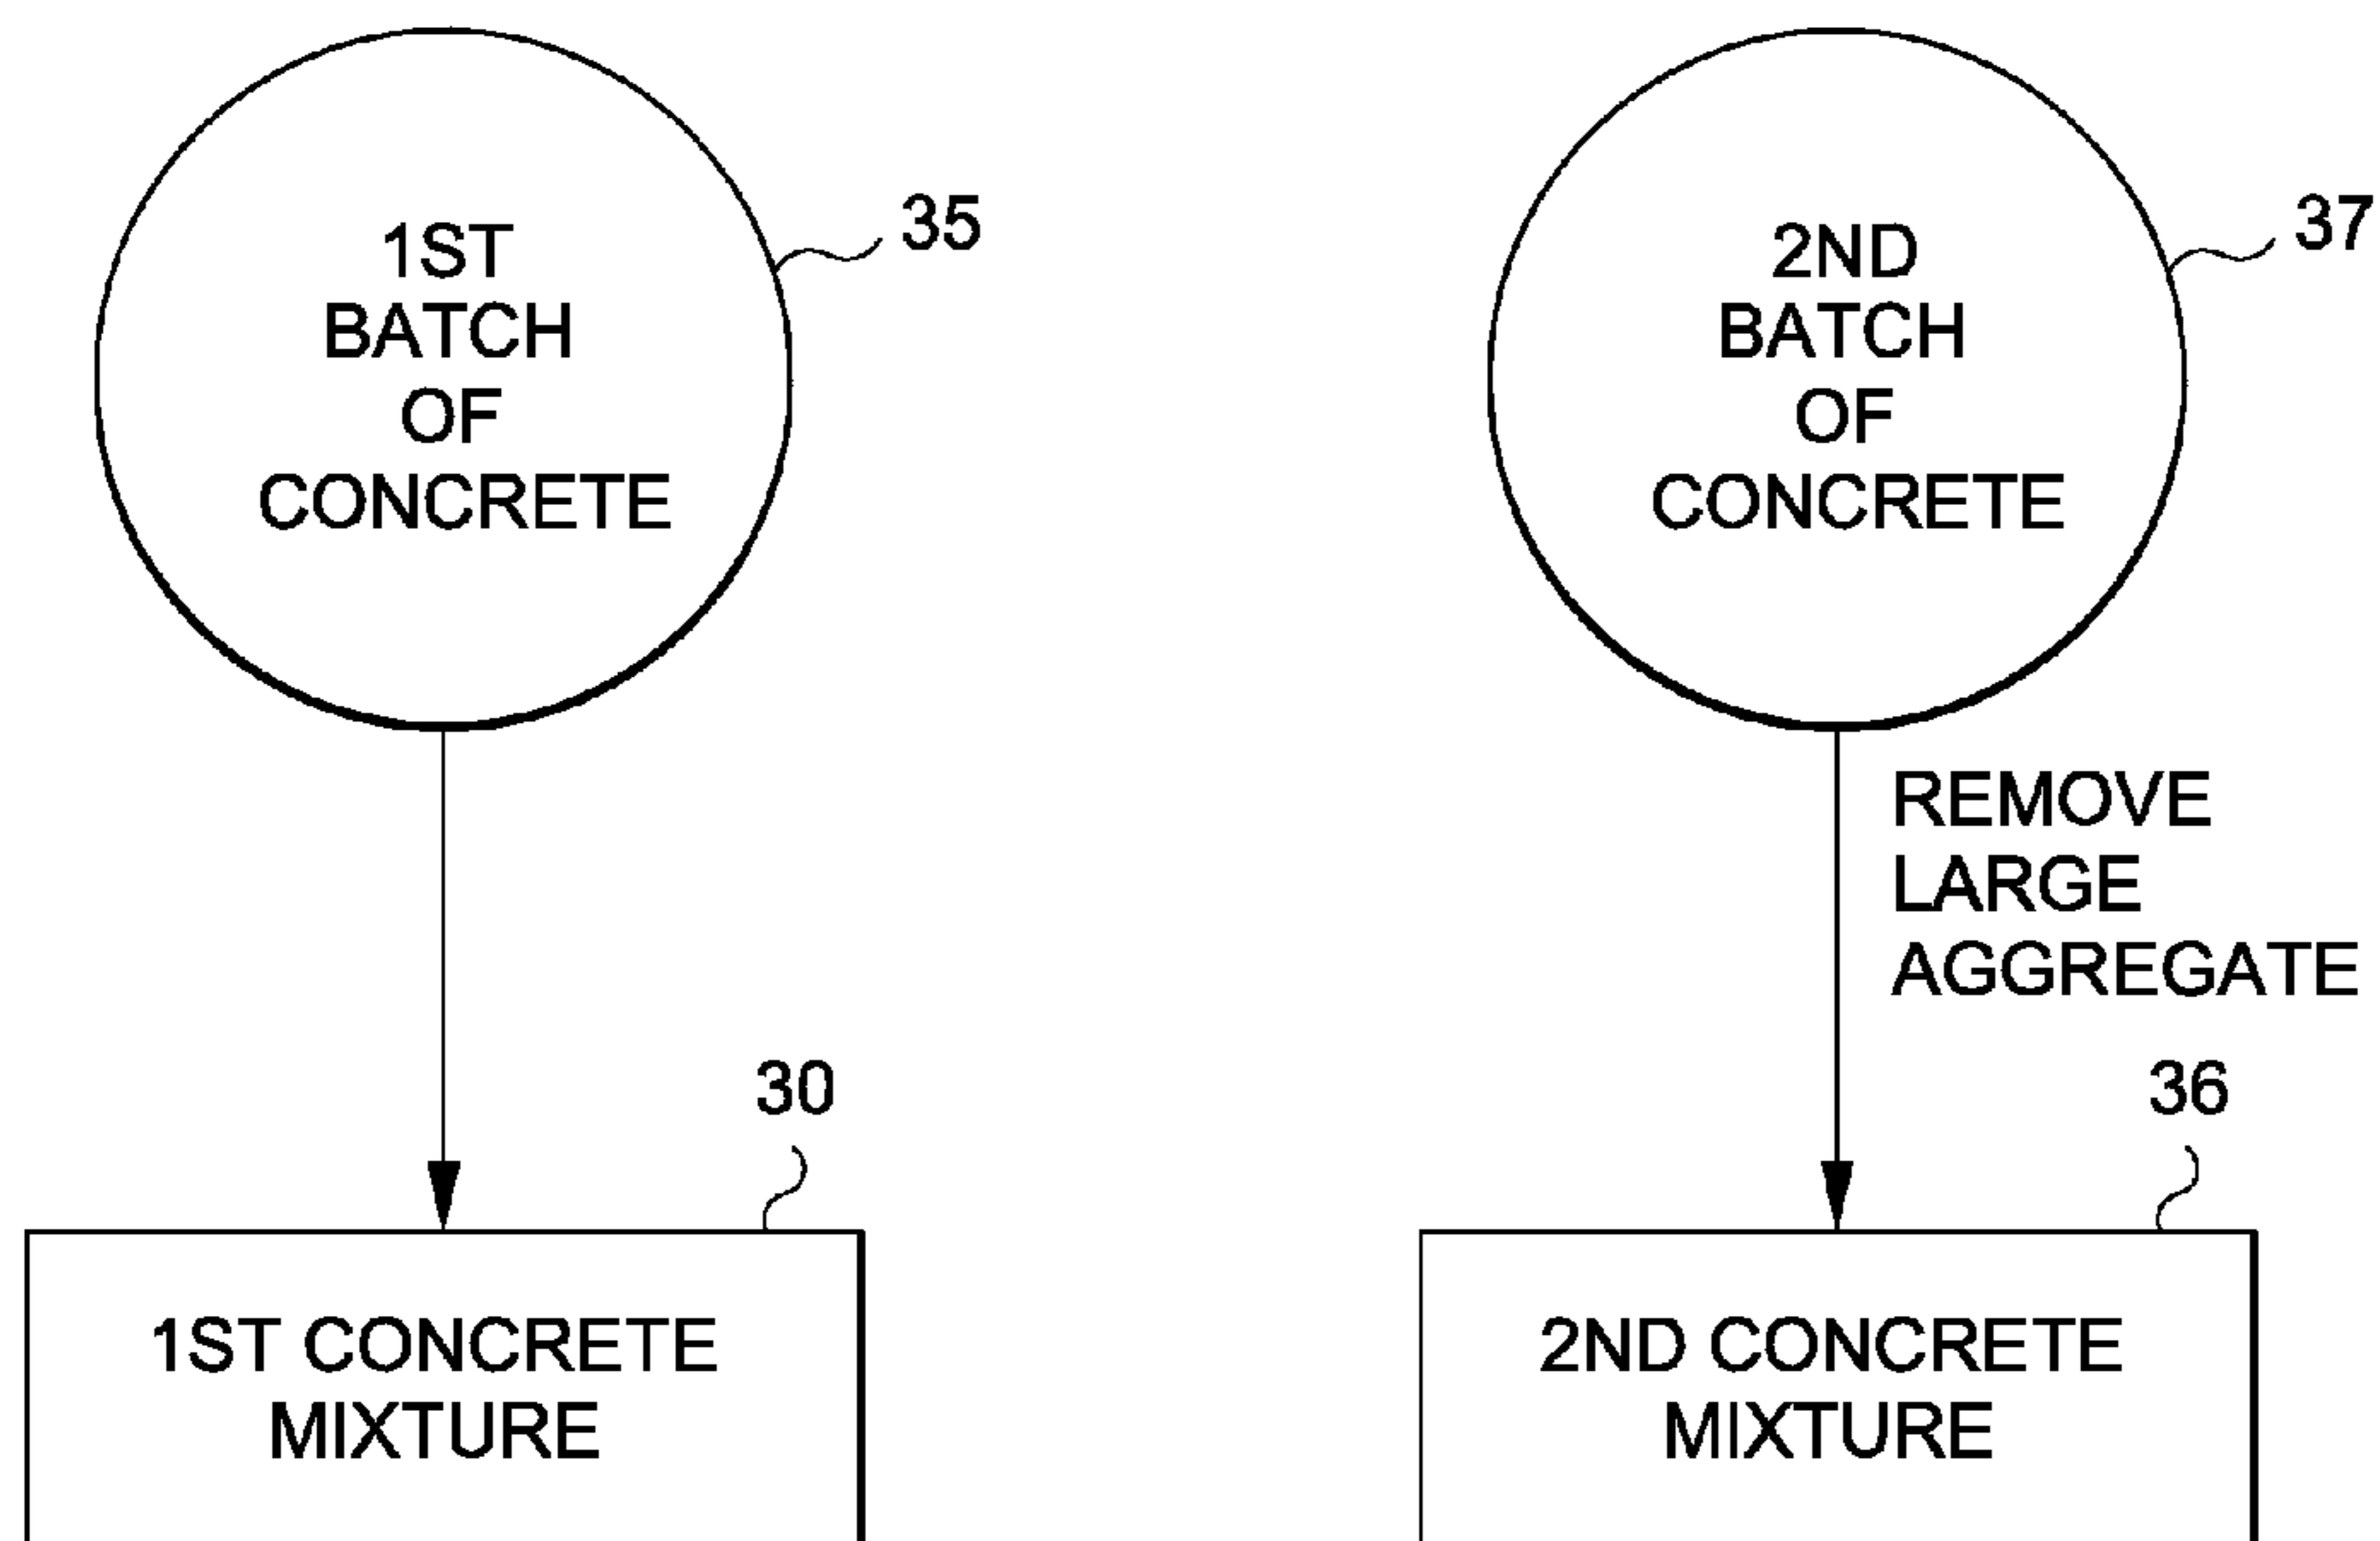 1ST
BATCH
OF
CONCRETE
35
2ND
BATCH
OF
CONCRETE
37
REMOVE
LARGE
AGGREGATE
30
1ST CONCRETE
MIXTURE
36
2ND CONCRETE
MIXTURE